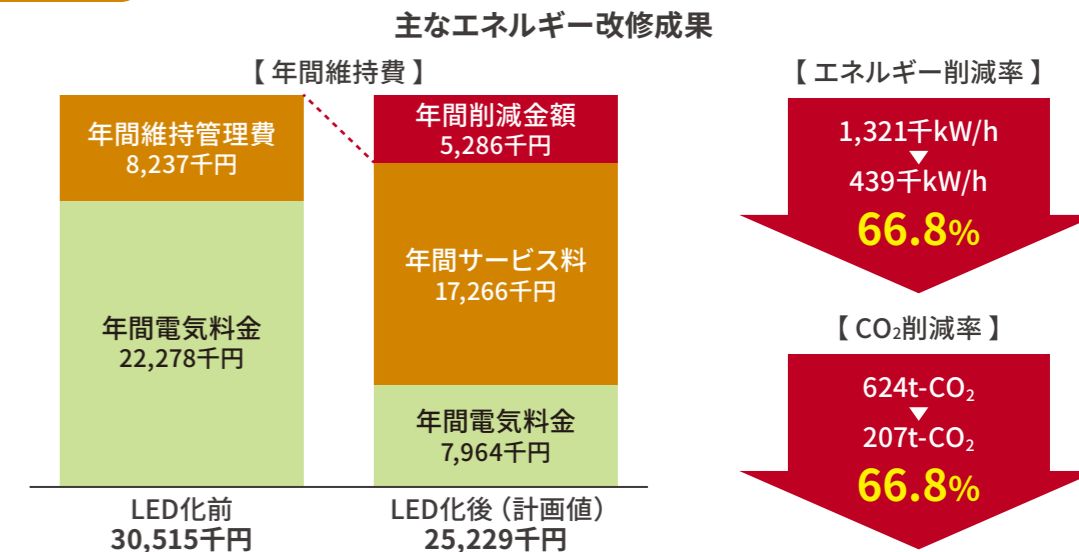 主なエネルギー改修成果
【 年間維持費 】
年間維持管理費
8,237千円
年間電気料金
22,278千円
LED化前
30,515千円
年間削減金額
5,286千円
年間サービス料
17,266千円
年間電気料金
7,964千円
LED化後（計画値）
25,229千円
【 エネルギー削減率 】
1,321千kW/h
▼
439千kW/h
66.8%
【 CO₂削減率 】
624t-CO₂
▼
207t-CO₂
66.8%